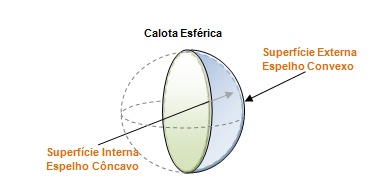 Calota Esférica
Superfície Externa
Espelho Convexo
Superfície Interna
Espelho Côncavo